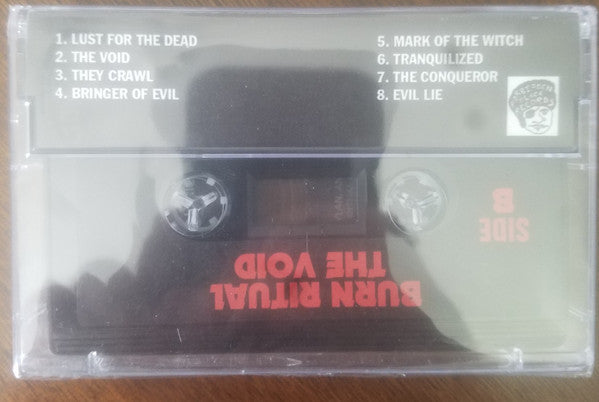 1. LUST FOR THE DEAD
2. THE VOID
3. THEY CRAWL
4. BRINGER OF EVIL
5. MARK OF THE WITCH
6. TRANQUILIZED
7. THE CONQUEROR
8. EVIL LIE
SIDE
B
BURN RITUAL
THE VOID